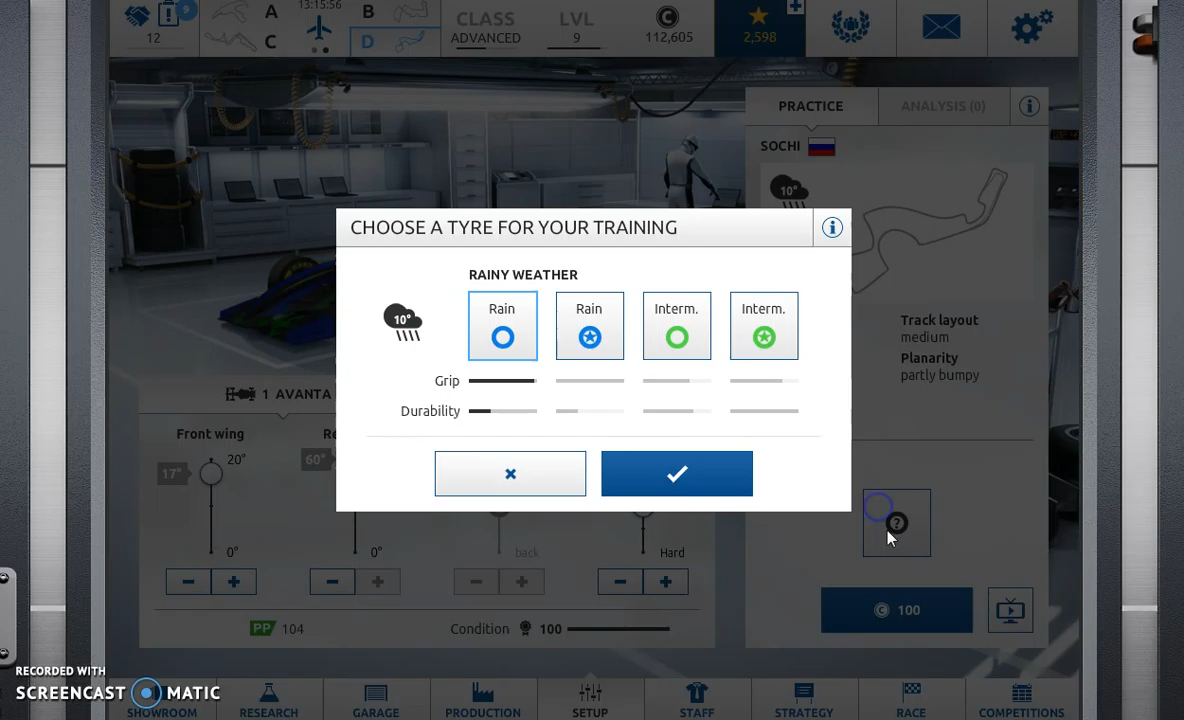 9
12
A
C
13:15:56
B
D
CLASS
ADVANCED
LVL
9
C
112,605
2,598
PRACTICE
ANALYSIS (0)
i
SOCHI
10°
CHOOSE A TYRE FOR YOUR TRAINING
i
RAINY WEATHER
10°
Rain
Rain
Interm.
Interm.
Grip
Durability
Track layout
medium
Planarity
partly bumpy
1 AVANTA
Front wing
17°
20°
0°
60°
0°
back
Hard
PP 104
Condition 100
?
C 100
RECORDED WITH
SCREENCAST MATIC
SHOWROOM
RESEARCH
GARAGE
PRODUCTION
SETUP
STAFF
STRATEGY
RACE
COMPETITIONS